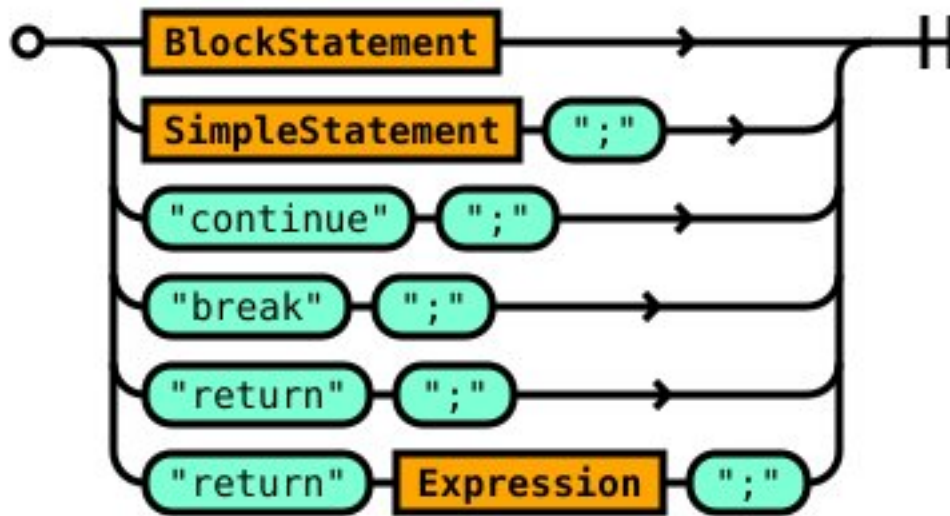 BlockStatement
SimpleStatement ";"
"continue" ";"
"break" ";"
"return" ";"
"return" Expression ";"